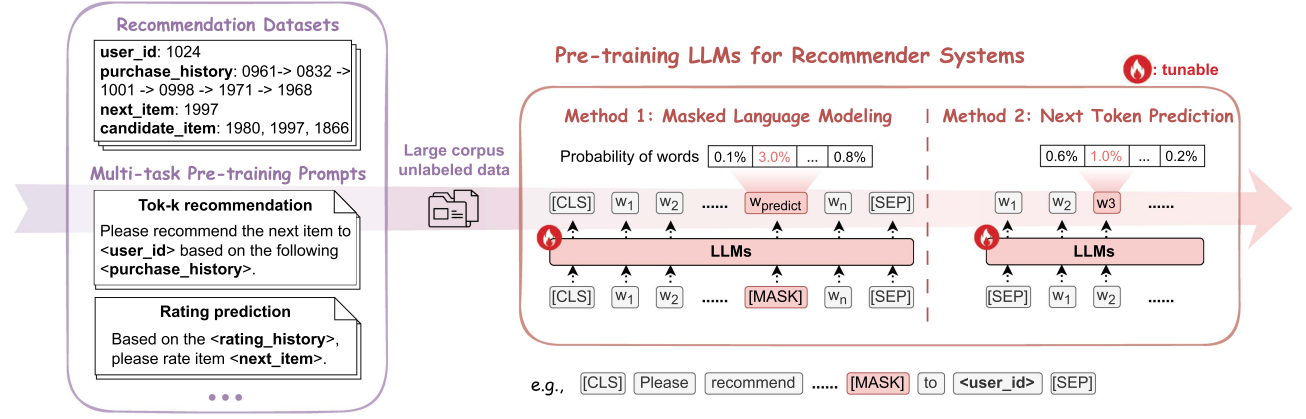 Recommendation Datasets
user_id: 1024
purchase_history: 0961-> 0832 ->
1001 -> 0998 -> 1971 -> 1968
next_item: 1997
candidate_item: 1980, 1997, 1866
Multi-task Pre-training Prompts
Tok-k recommendation
Please recommend the next item to
<user_id> based on the following
<purchase_history>.
Rating prediction
Based on the <rating_history>,
please rate item <next_item>.
Large corpus
unlabeled data
Pre-training LLMs for Recommender Systems
: tunable
Method 1: Masked Language Modeling
Probability of words 0.1% 3.0% ... 0.8%
[CLS] w1 w2 ...... wpredict wn [SEP]
LLMs
[CLS] w1 w2 ...... [MASK] wn [SEP]
Method 2: Next Token Prediction
0.6% 1.0% ... 0.2%
w1 w2 w3 ......
LLMs
[SEP] w1 w2 ......
e.g., [CLS] Please recommend ...... [MASK] to <user_id> [SEP]